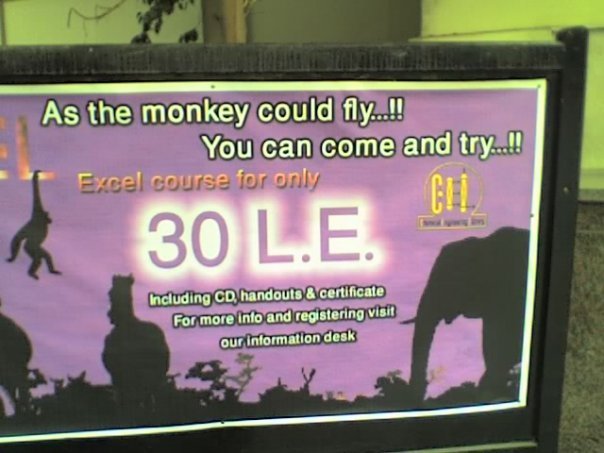 As the monkey could fly...!!
You can come and try...!!
EL
Excel course for only
30 L.E.
Including CD, handouts & certificate
For more info and registering visit
our information desk